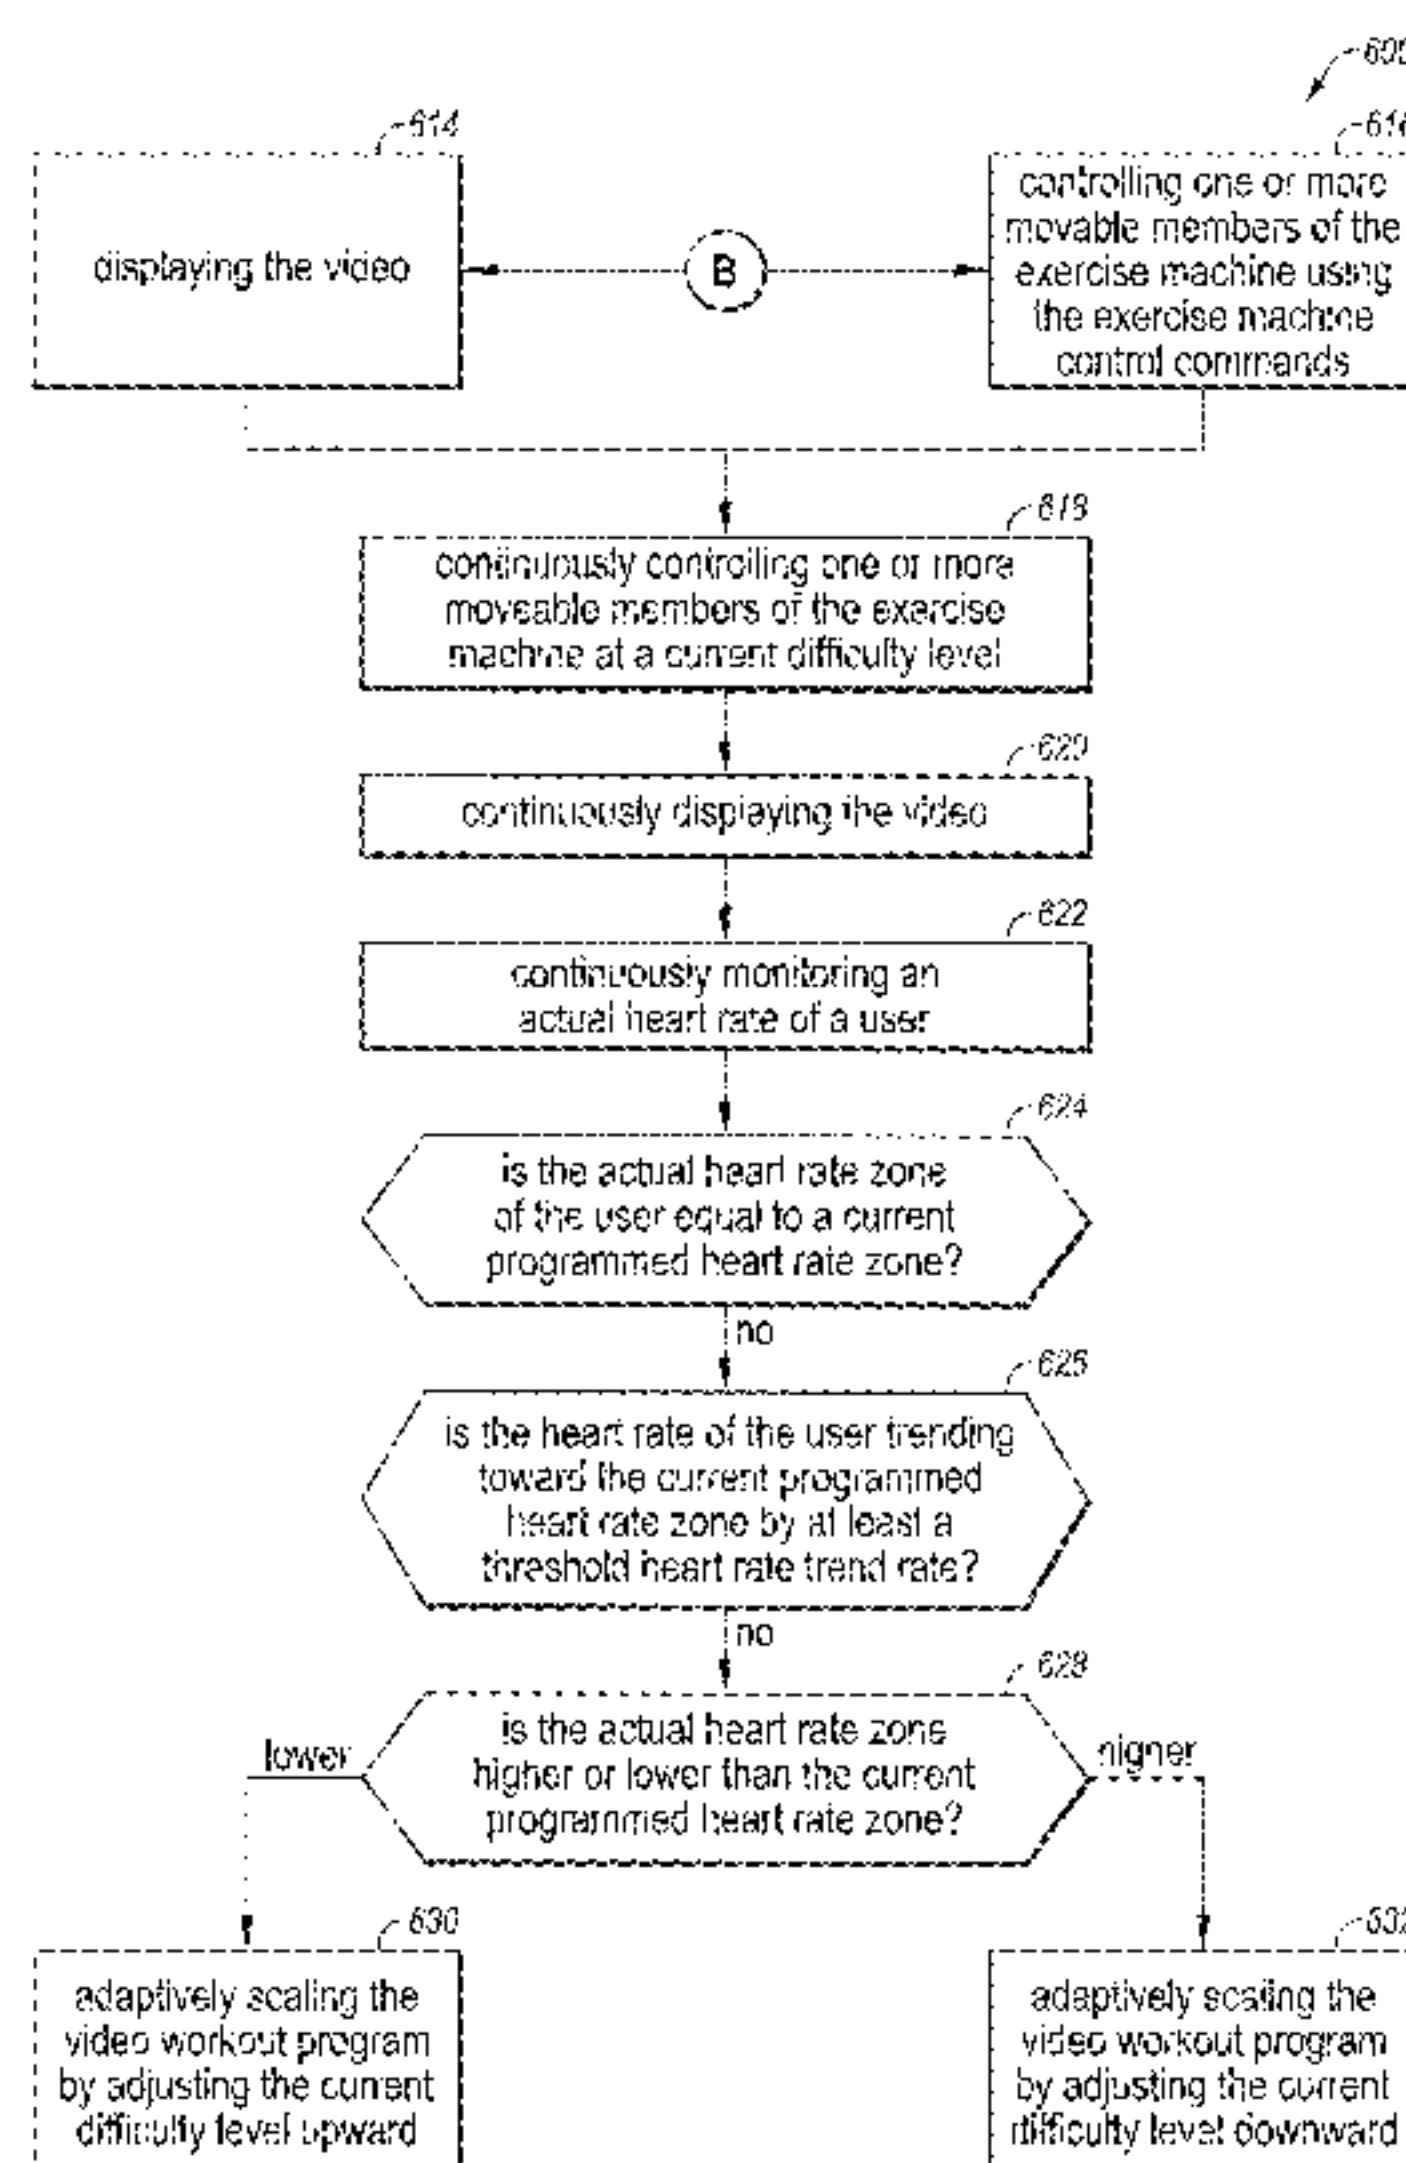 600
614
616
displaying the video
B
controlling one or more
movable members of the
exercise machine using
the exercise machine
control commands
618
continuously controlling one or more
moveable members of the exercise
machine at a current difficulty level
620
continuously displaying the video
622
continuously monitoring an
actual heart rate of a user
624
is the actual heart rate zone
of the user equal to a current
programmed heart rate zone?
no
626
is the heart rate of the user trending
toward the current programmed
heart rate zone by at least a
threshold heart rate trend rate?
no
628
is the actual heart rate zone
higher or lower than the current
programmed heart rate zone?
lower
higher
630
adaptively scaling the
video workout program
by adjusting the current
difficulty level upward
632
adaptively scaling the
video workout program
by adjusting the current
difficulty level downward